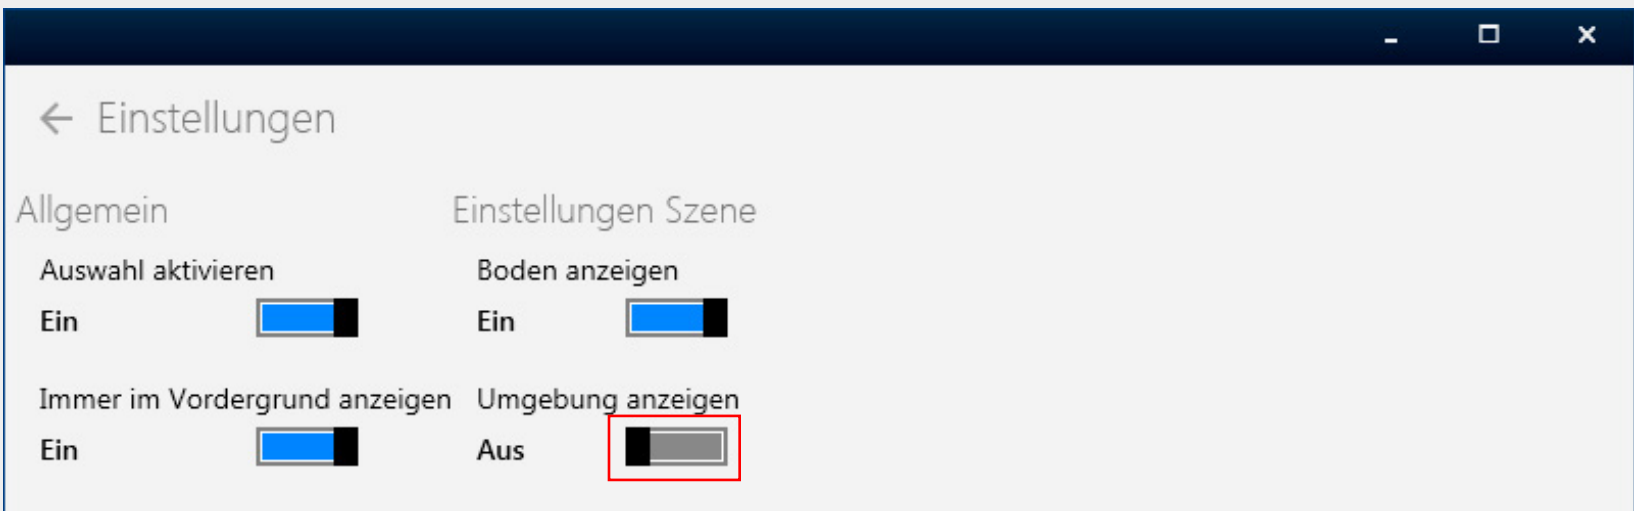 Einstellungen
Allgemein
Auswahl aktivieren
Ein
Immer im Vordergrund anzeigen
Ein
Einstellungen Szene
Boden anzeigen
Ein
Umgebung anzeigen
Aus